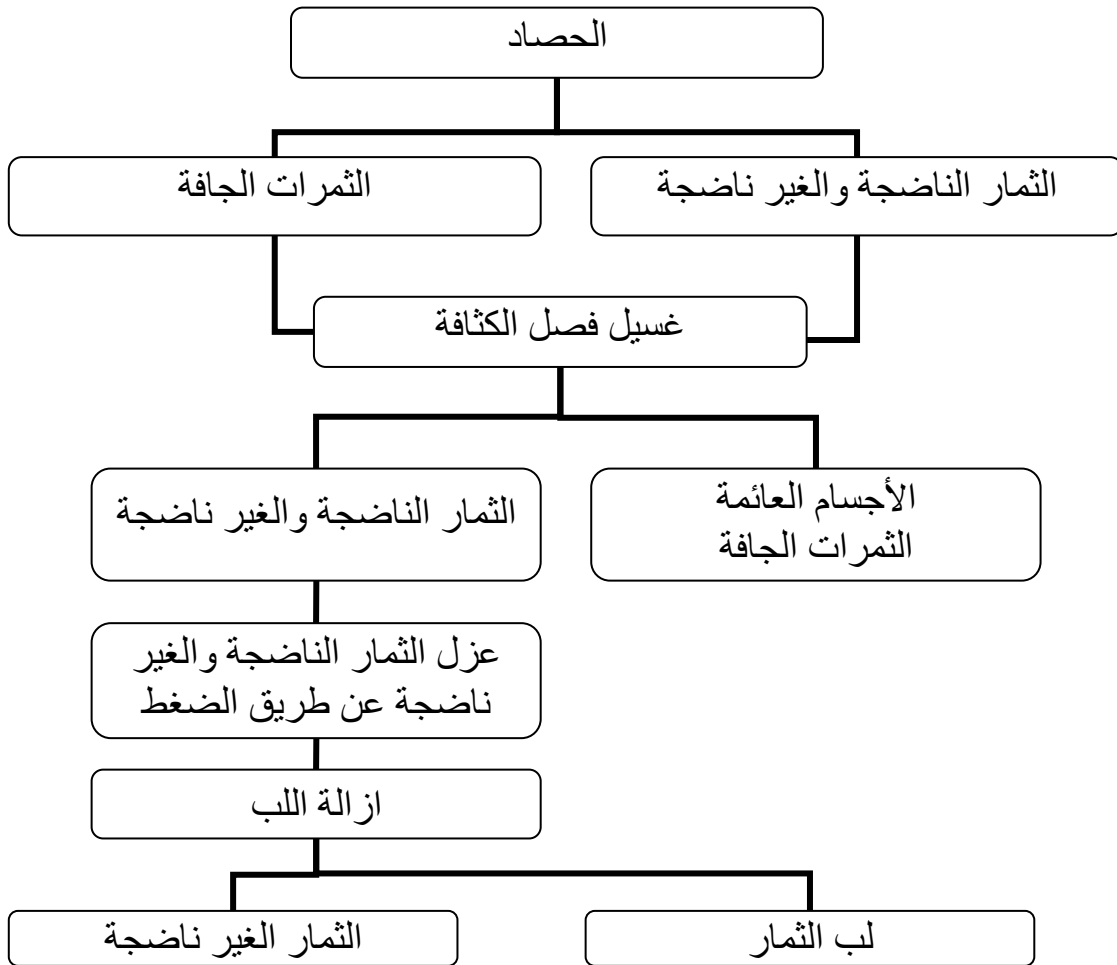 الحصاد
الثمار الناضجة والغير ناضجة
الثمرات الجافة
غسيل فصل الكثافة
الأجسام العائمة
الثمرات الجافة
الثمار الناضجة والغير ناضجة
عزل الثمار الناضجة والغير
ناضجة عن طريق الضغط
ازالة اللب
لب الثمار
الثمار الغير ناضجة